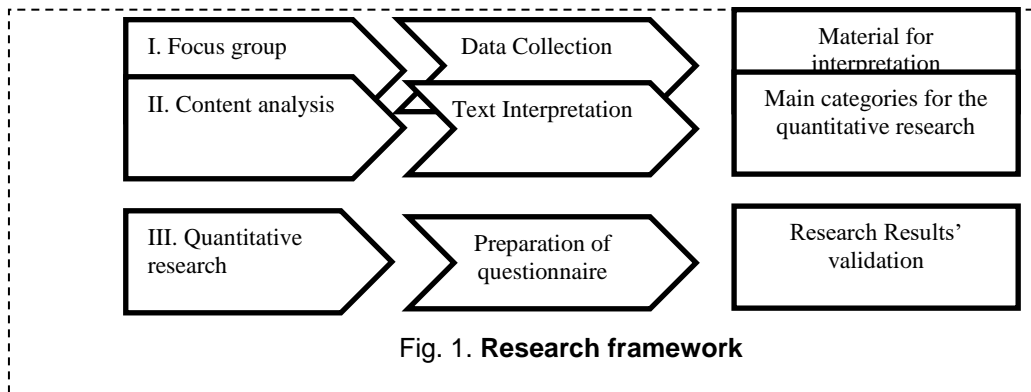 I. Focus group
Data Collection
Material for
interpretation
II. Content analysis
Text Interpretation
Main categories for the
quantitative research
III. Quantitative
research
Preparation of
questionnaire
Research Results’
validation
Fig. 1. Research framework